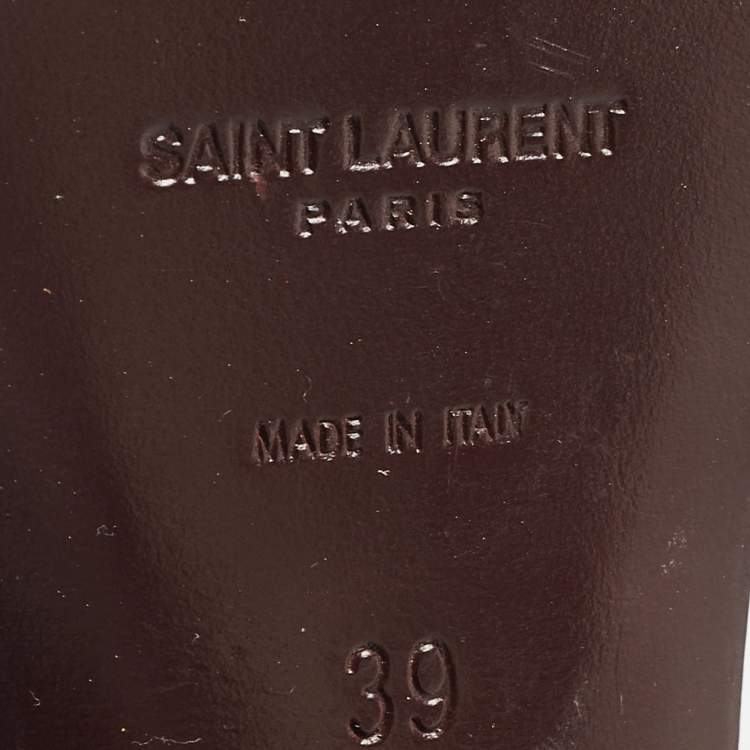 SAINT LAURENT
PARIS
MADE IN ITALY
39